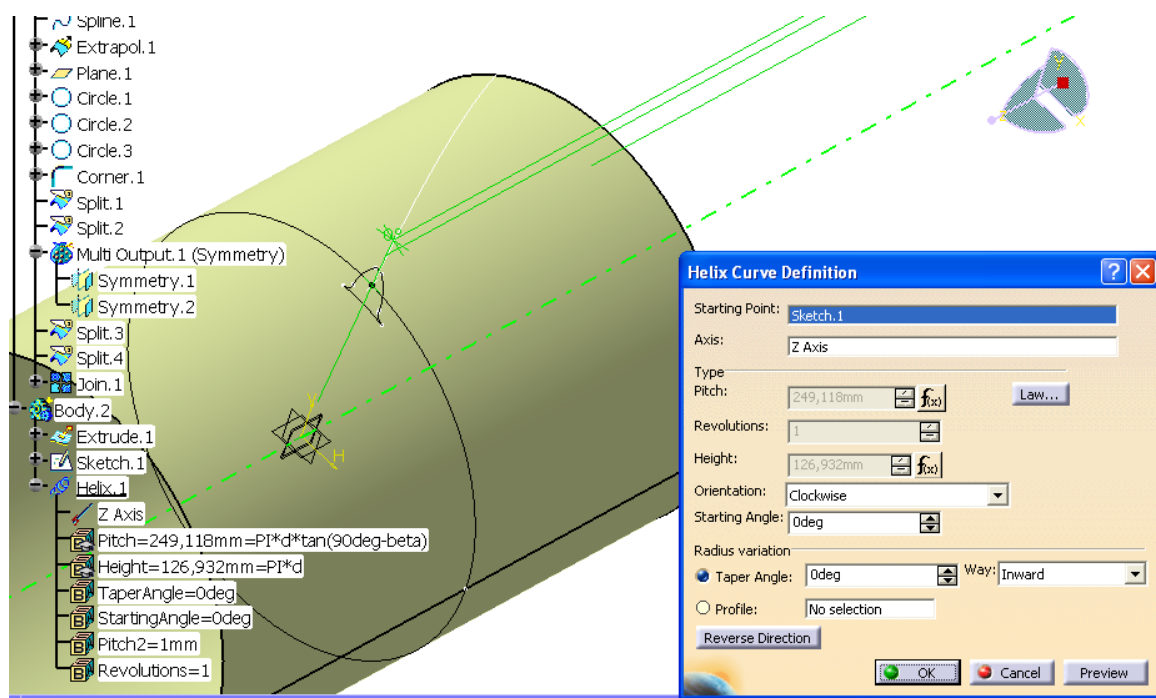 Spline.1
Extrapol.1
Plane.1
Circle.1
Circle.2
Circle.3
Corner.1
Split.1
Split.2
Multi Output.1 (Symmetry)
Symmetry.1
Symmetry.2
Split.3
Split.4
Join.1
Body.2
Extrude.1
Sketch.1
Helix.1
Z Axis
Pitch=249,118mm=PI*d*tan(90deg-beta)
Height=126,932mm=PI*d
TaperAngle=0deg
StartingAngle=0deg
Pitch2=1mm
Revolutions=1
y
H
y
z
x
Helix Curve Definition
Starting Point: Sketch.1
Axis: Z Axis
Type
Pitch: 249,118mm f(x) Law...
Revolutions: 1
Height: 126,932mm f(x)
Orientation: Clockwise
Starting Angle: 0deg
Radius variation
Taper Angle: 0deg Way: Inward
Profile: No selection
Reverse Direction
OK Cancel Preview